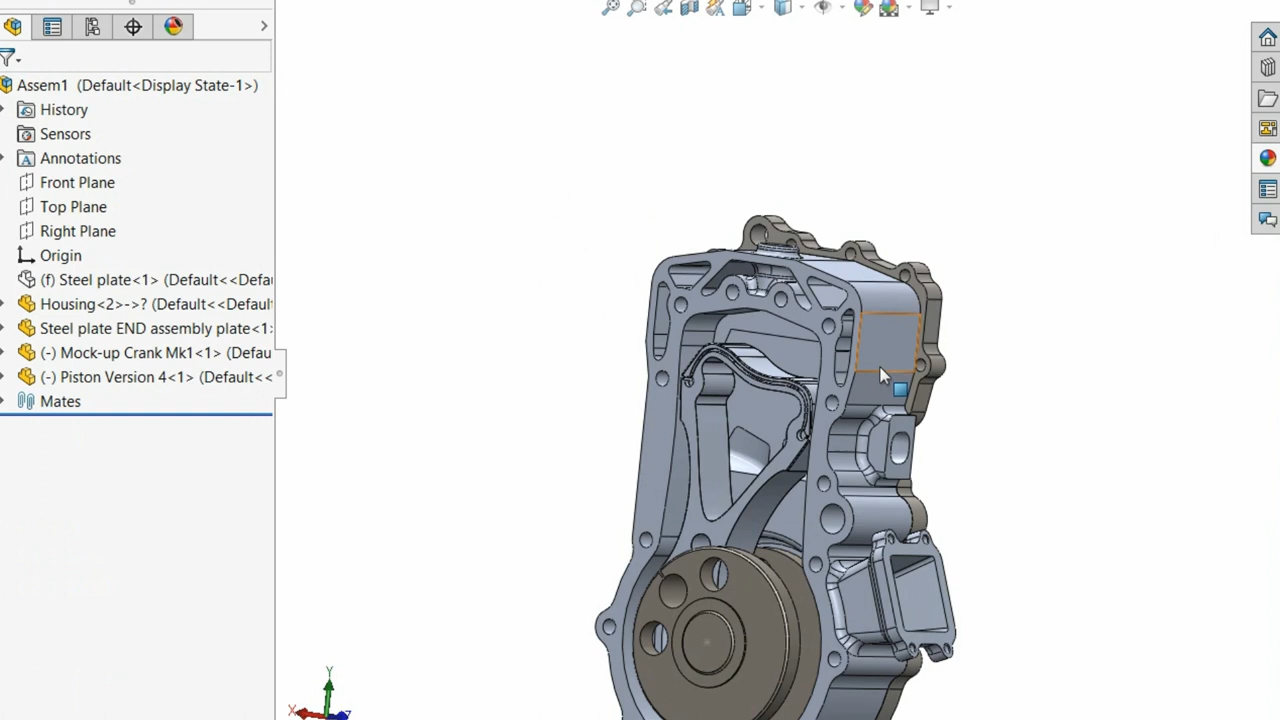 Assem1 (Default<Display State-1>)
History
Sensors
A Annotations
Front Plane
Top Plane
Right Plane
Origin
(f) Steel plate<1> (Default<<Defau
Housing<2>->? (Default<<Default
Steel plate END assembly plate<1>
(-) Mock-up Crank Mk1<1> (Defau
(-) Piston Version 4<1> (Default<<
Mates
Y
X
Z